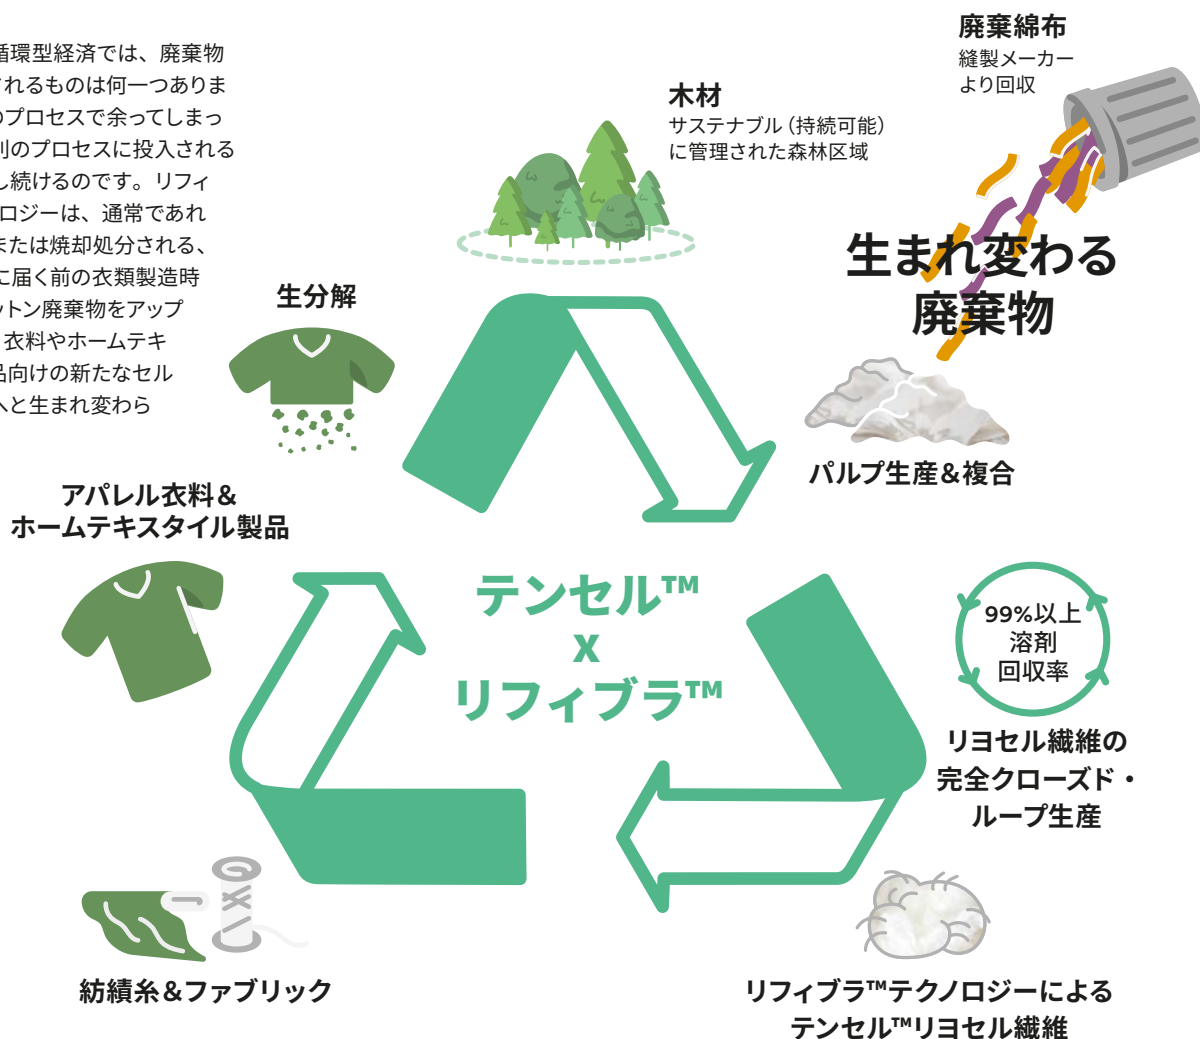 循環型経済では、廃棄物
されるものは何一つありま
のプロセスで余ってしまっ
別のプロセスに投入される
し続けるのです。リフィ
ロジーは、通常であれ
または焼却処分される、
に届く前の衣類製造時
ットン廃棄物をアップ
衣料やホームテキ
品向けの新たなセル
へと生まれ変わら
廃棄綿布
縫製メーカー
より回収
木材
サステナブル（持続可能）
に管理された森林区域
生まれ変わる
廃棄物
生分解
パルプ生産＆複合
アパレル衣料＆
ホームテキスタイル製品
テンセル™
x
リフィブラ™
99%以上
溶剤
回収率
リヨセル繊維の
完全クローズド・
ループ生産
紡績糸＆ファブリック
リフィブラ™テクノロジーによる
テンセル™リヨセル繊維